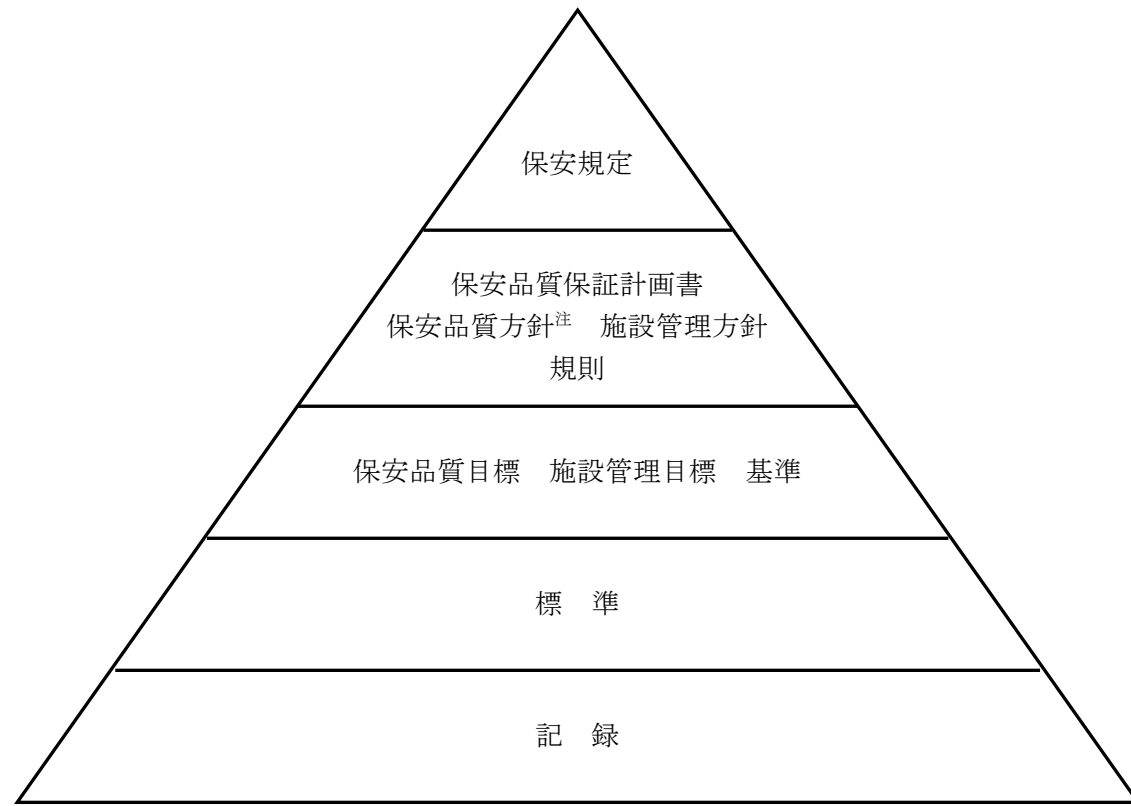 保安規定
保安品質保証計画書
保安品質方針注　施設管理方針
規則
保安品質目標　施設管理目標　基準
標　準
記　録